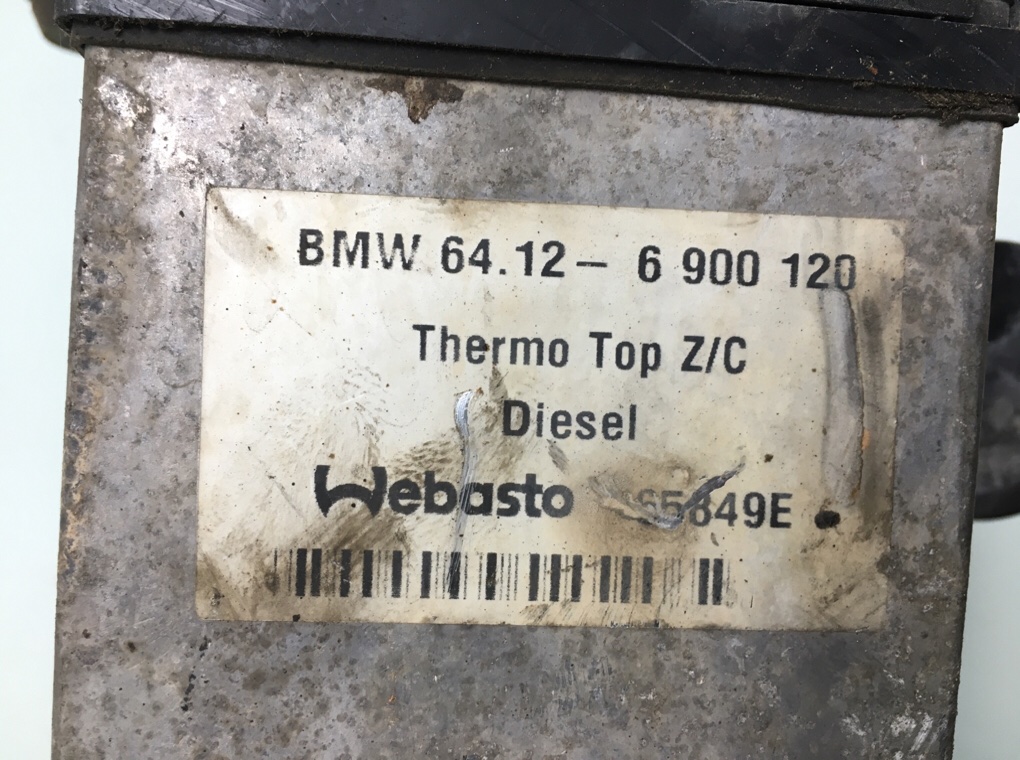 BMW 64.12- 6 900 120
Thermo Top Z/C
Diesel
Webasto